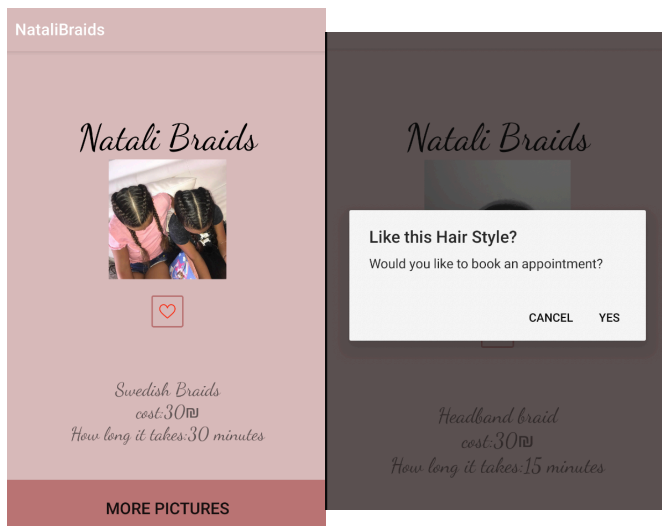 NataliBraids
Natali Braids
Swedish Braids
cost:30₪
How long it takes:30 minutes
MORE PICTURES
Natali Braids
Like this Hair Style?
Would you like to book an appointment?
CANCEL YES
Headband braid
cost:30₪
How long it takes:15 minutes